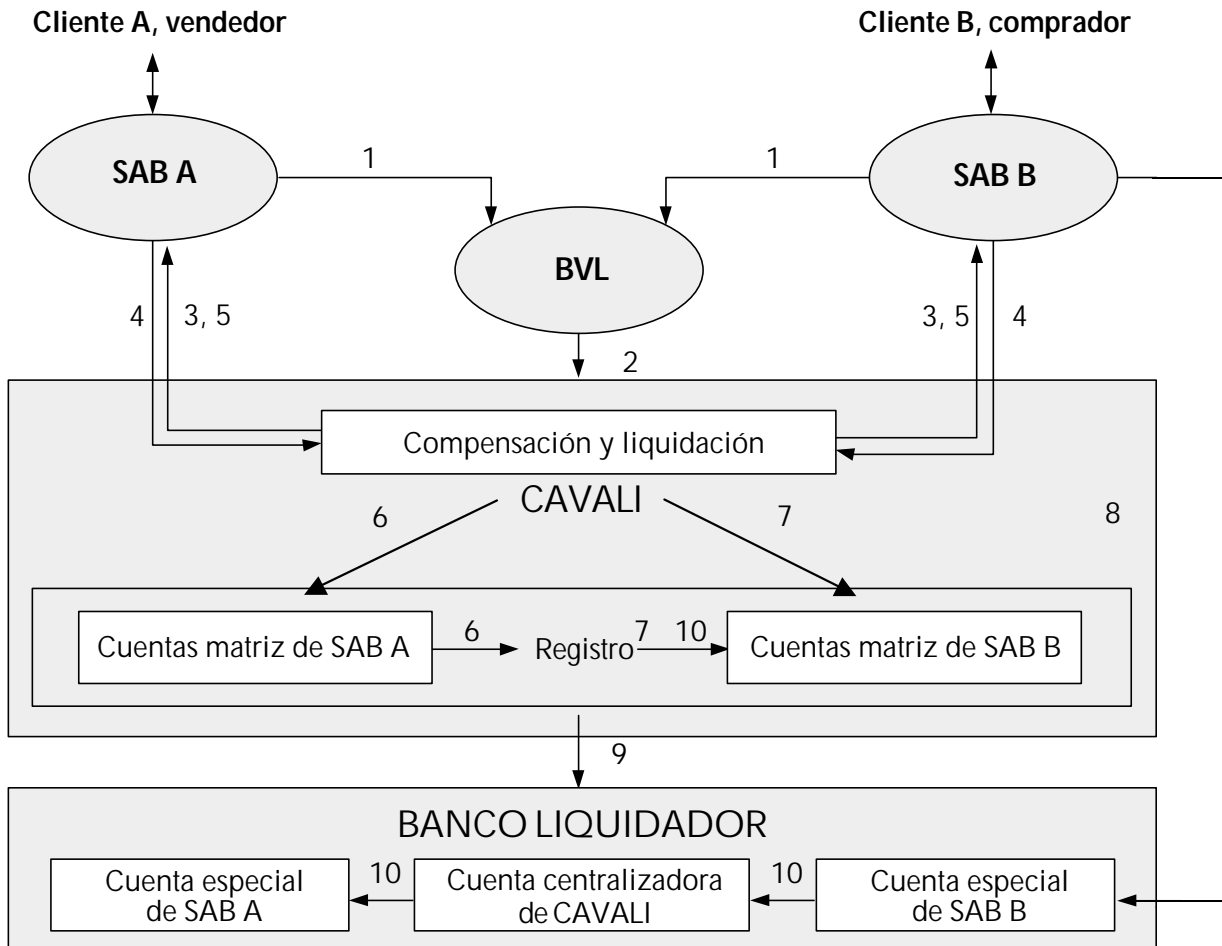 Cliente A, vendedor
Cliente B, comprador
SAB A
1
1
SAB B
BVL
4
3, 5
3, 5
4
2
Compensación y liquidación
CAVALI
6
7
8
Cuentas matriz de SAB A
6
Registro
7
10
Cuentas matriz de SAB B
9
BANCO LIQUIDADOR
Cuenta especial
de SAB A
10
Cuenta centralizadora
de CAVALI
10
Cuenta especial
de SAB B